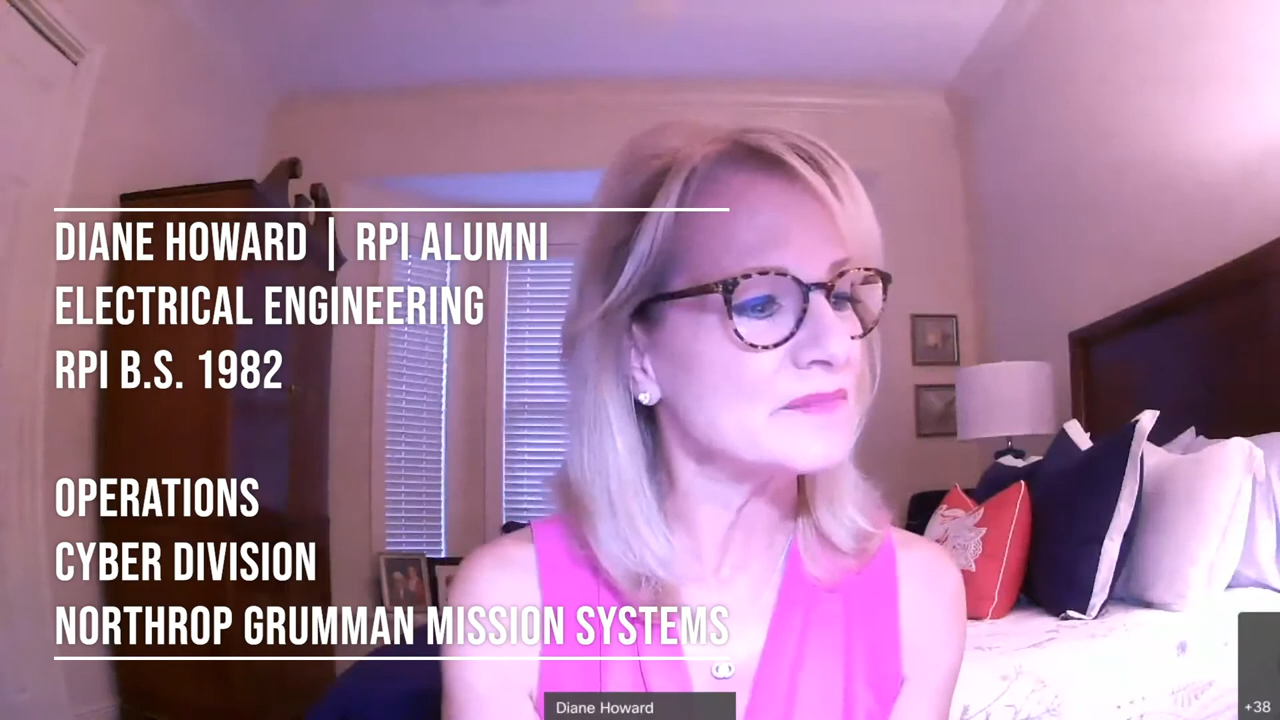 DIANE HOWARD | RPI ALUMNI
ELECTRICAL ENGINEERING
RPI B.S. 1982
OPERATIONS
CYBER DIVISION
NORTHROP GRUMMAN MISSION SYSTEMS
Diane Howard
+38